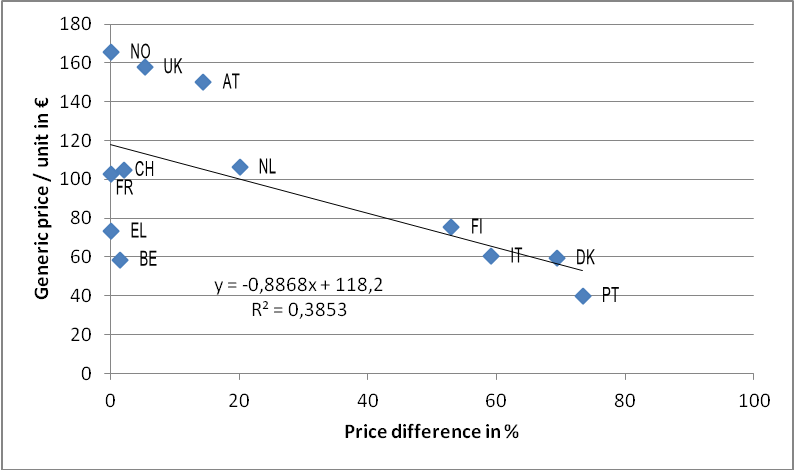 180
160
140
120
100
80
60
40
20
0
Generic price / unit in €
NO
UK
AT
CH
FR
NL
EL
BE
FI
IT
DK
PT
y = -0,8868x + 118,2
R² = 0,3853
0 20 40 60 80 100
Price difference in %